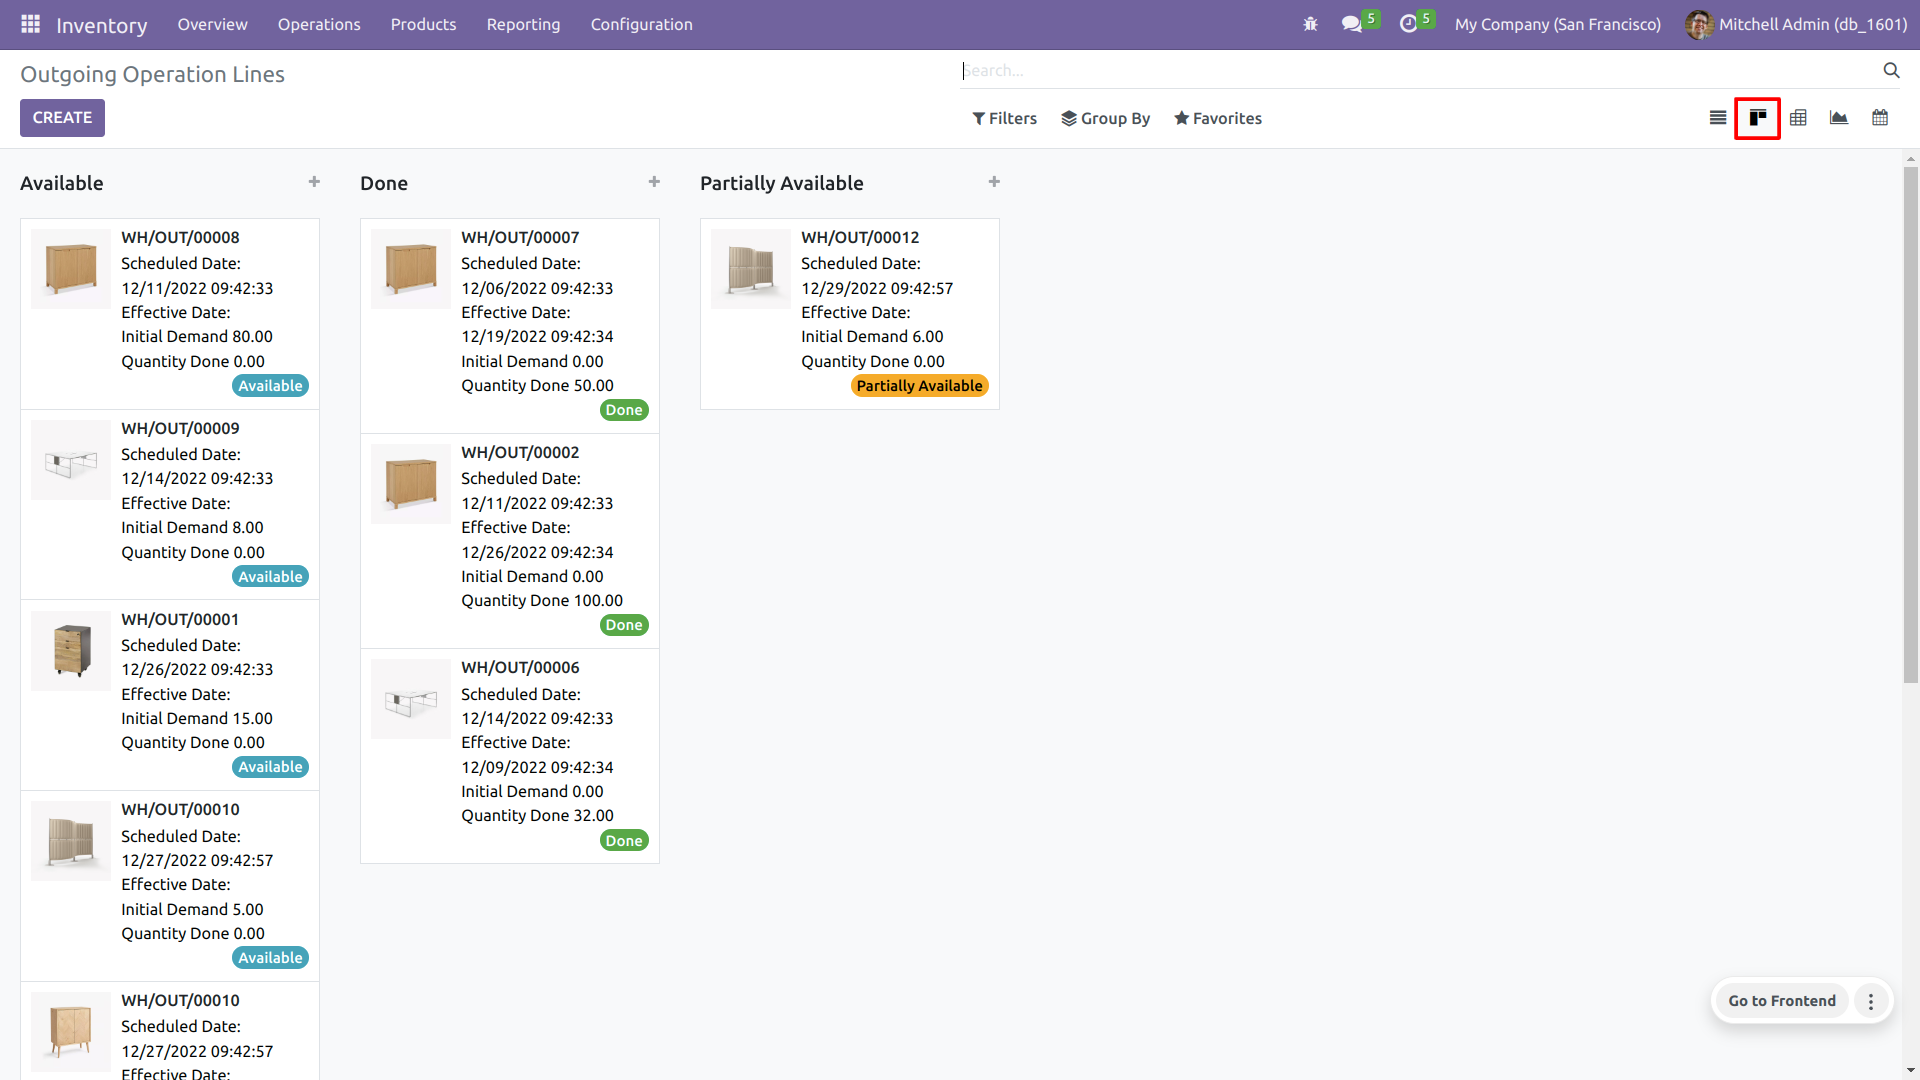 Inventory Overview Operations Products Reporting Configuration 5 5 My Company (San Francisco) Mitchell Admin (db_1601)
Outgoing Operation Lines
Search...
CREATE
Filters Group By Favorites
Available +
WH/OUT/00008
Scheduled Date:
12/11/2022 09:42:33
Effective Date:
Initial Demand 80.00
Quantity Done 0.00
Available
WH/OUT/00009
Scheduled Date:
12/14/2022 09:42:33
Effective Date:
Initial Demand 8.00
Quantity Done 0.00
Available
WH/OUT/00001
Scheduled Date:
12/26/2022 09:42:33
Effective Date:
Initial Demand 15.00
Quantity Done 0.00
Available
WH/OUT/00010
Scheduled Date:
12/27/2022 09:42:57
Effective Date:
Initial Demand 5.00
Quantity Done 0.00
Available
WH/OUT/00010
Scheduled Date:
12/27/2022 09:42:57
Effective Date:
Done +
WH/OUT/00007
Scheduled Date:
12/06/2022 09:42:33
Effective Date:
12/19/2022 09:42:34
Initial Demand 0.00
Quantity Done 50.00
Done
WH/OUT/00002
Scheduled Date:
12/11/2022 09:42:33
Effective Date:
12/26/2022 09:42:34
Initial Demand 0.00
Quantity Done 100.00
Done
WH/OUT/00006
Scheduled Date:
12/14/2022 09:42:33
Effective Date:
12/09/2022 09:42:34
Initial Demand 0.00
Quantity Done 32.00
Done
Partially Available +
WH/OUT/00012
Scheduled Date:
12/29/2022 09:42:57
Effective Date:
Initial Demand 6.00
Quantity Done 0.00
Partially Available
Go to Frontend